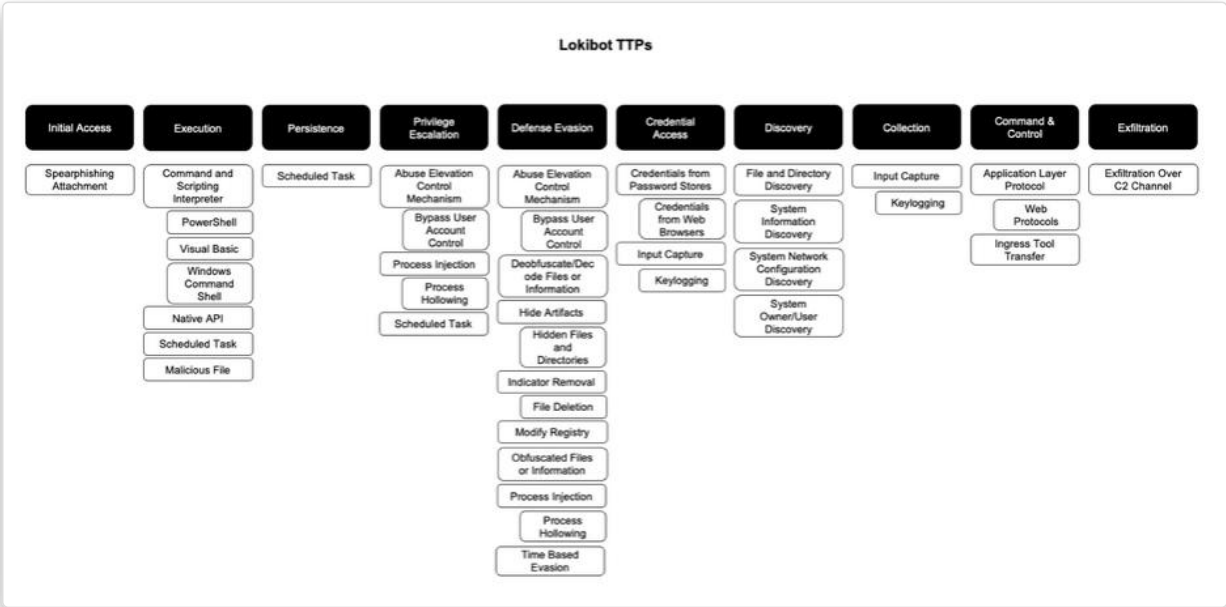 Lokibot TTPs
Initial Access
Execution
Persistence
Privilege
Escalation
Defense Evasion
Credential
Access
Discovery
Collection
Command &
Control
Exfiltration
Spearphishing
Attachment
Command and
Scripting
Interpreter
PowerShell
Visual Basic
Windows
Command
Shell
Native API
Scheduled Task
Malicious File
Scheduled Task
Abuse Elevation
Control
Mechanism
Bypass User
Account
Control
Process Injection
Process
Hollowing
Scheduled Task
Abuse Elevation
Control
Mechanism
Bypass User
Account
Control
Deobfuscate/Dec
ode Files or
Information
Hide Artifacts
Hidden Files
and
Directories
Indicator Removal
File Deletion
Modify Registry
Obfuscated Files
or Information
Process Injection
Process
Hollowing
Time Based
Evasion
Credentials from
Password Stores
Credentials
from Web
Browsers
Input Capture
Keylogging
File and Directory
Discovery
System
Information
Discovery
System Network
Configuration
Discovery
System
Owner/User
Discovery
Input Capture
Keylogging
Application Layer
Protocol
Web
Protocols
Ingress Tool
Transfer
Exfiltration Over
C2 Channel